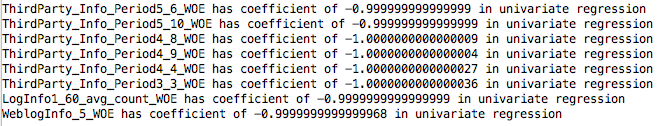 ThirdParty_Info_Period5_6_WOE has coefficient of -0.999999999999999 in univariate regression
ThirdParty_Info_Period5_10_WOE has coefficient of -0.999999999999999 in univariate regression
ThirdParty_Info_Period4_8_WOE has coefficient of -1.0000000000000009 in univariate regression
ThirdParty_Info_Period4_9_WOE has coefficient of -1.0000000000000004 in univariate regression
ThirdParty_Info_Period4_4_WOE has coefficient of -1.0000000000000027 in univariate regression
ThirdParty_Info_Period3_3_WOE has coefficient of -1.0000000000000036 in univariate regression
LogInfo1_60_avg_count_WOE has coefficient of -0.9999999999999999 in univariate regression
WeblogInfo_5_WOE has coefficient of -0.9999999999999968 in univariate regression